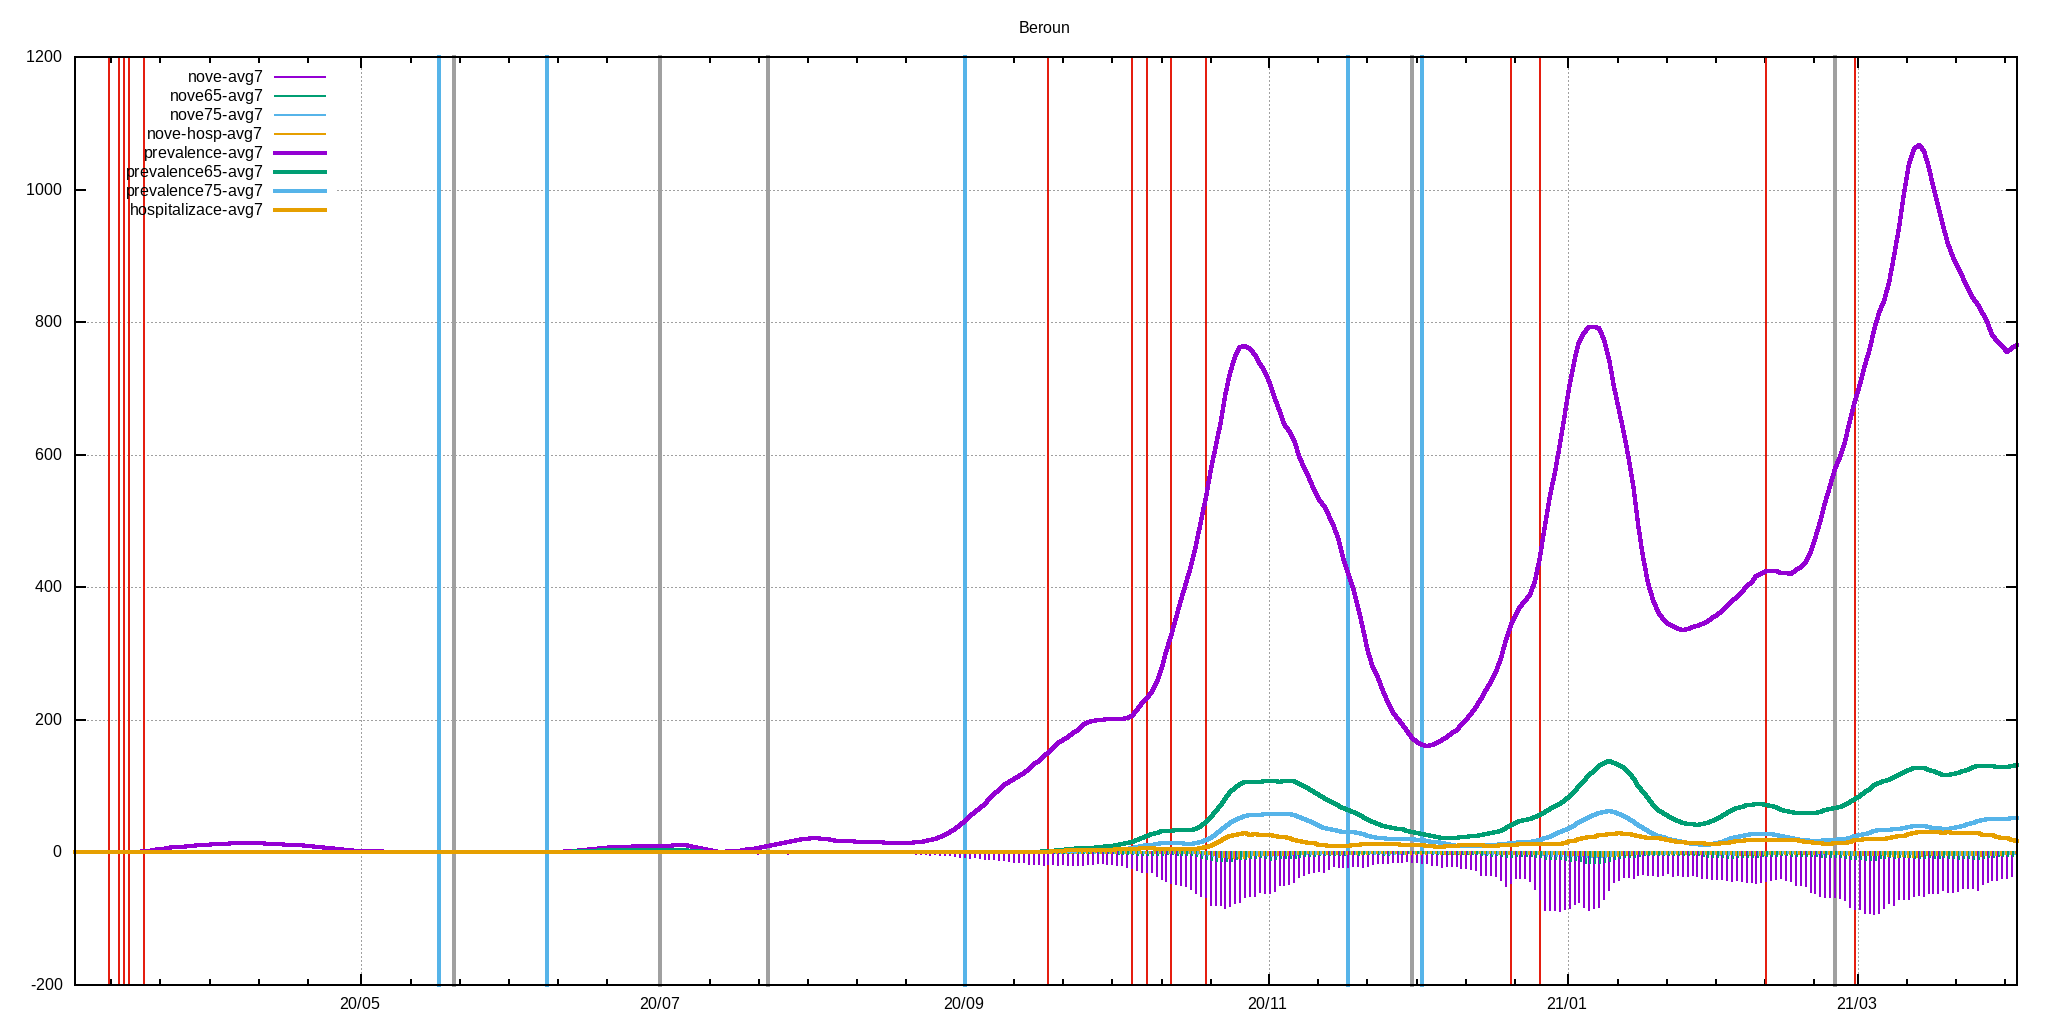 Beroun
1200
1000
800
600
400
200
0
-200
nove-avg7
nove65-avg7
nove75-avg7
nove-hosp-avg7
prevalence-avg7
prevalence65-avg7
prevalence75-avg7
hospitalizace-avg7
20/05 20/07 20/09 20/11 21/01 21/03